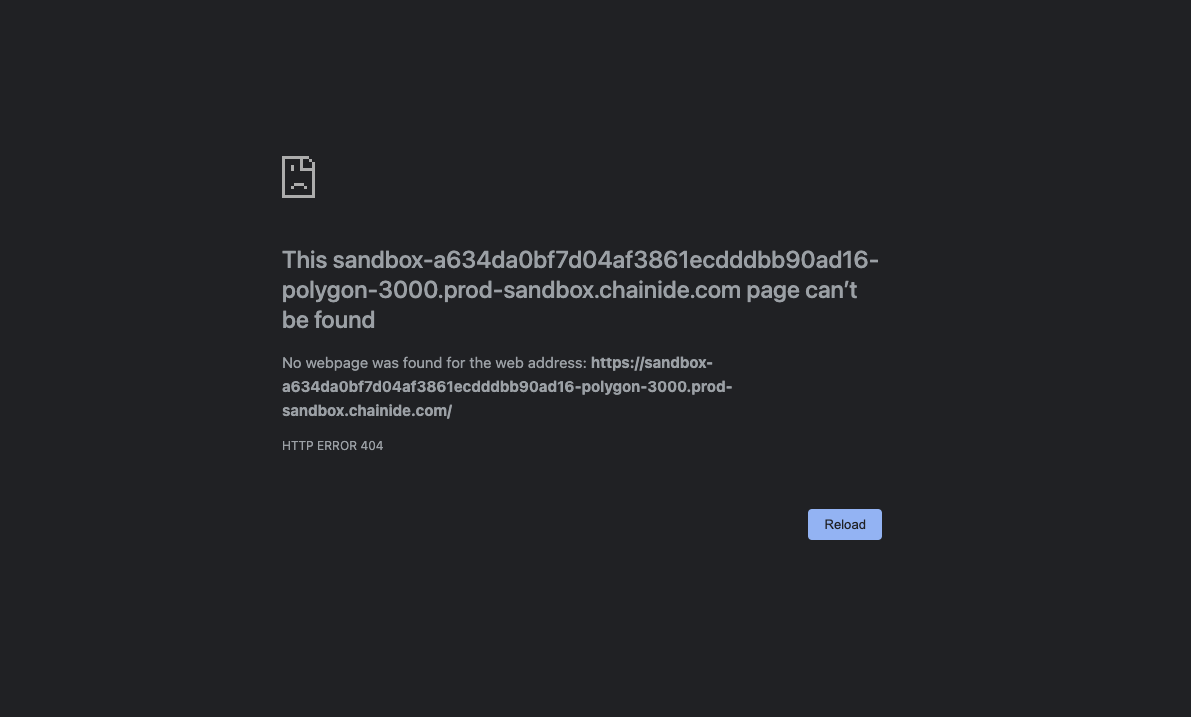 This sandbox-a634da0bf7d04af3861ecdddbb90ad16-
polygon-3000.prod-sandbox.chainide.com page can’t
be found
No webpage was found for the web address: https://sandbox-
a634da0bf7d04af3861ecdddbb90ad16-polygon-3000.prod-
sandbox.chainide.com/
HTTP ERROR 404
Reload